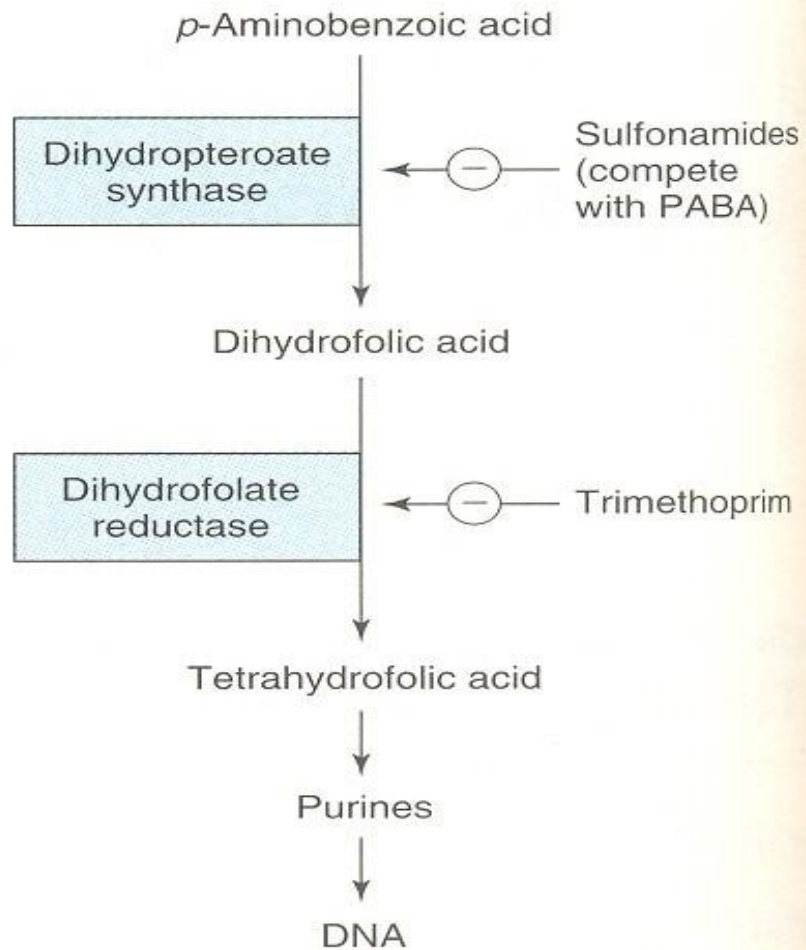 p-Aminobenzoic acid
Dihydropteroate
synthase
−
Sulfonamides
(compete
with PABA)
Dihydrofolic acid
Dihydrofolate
reductase
−
Trimethoprim
Tetrahydrofolic acid
Purines
DNA